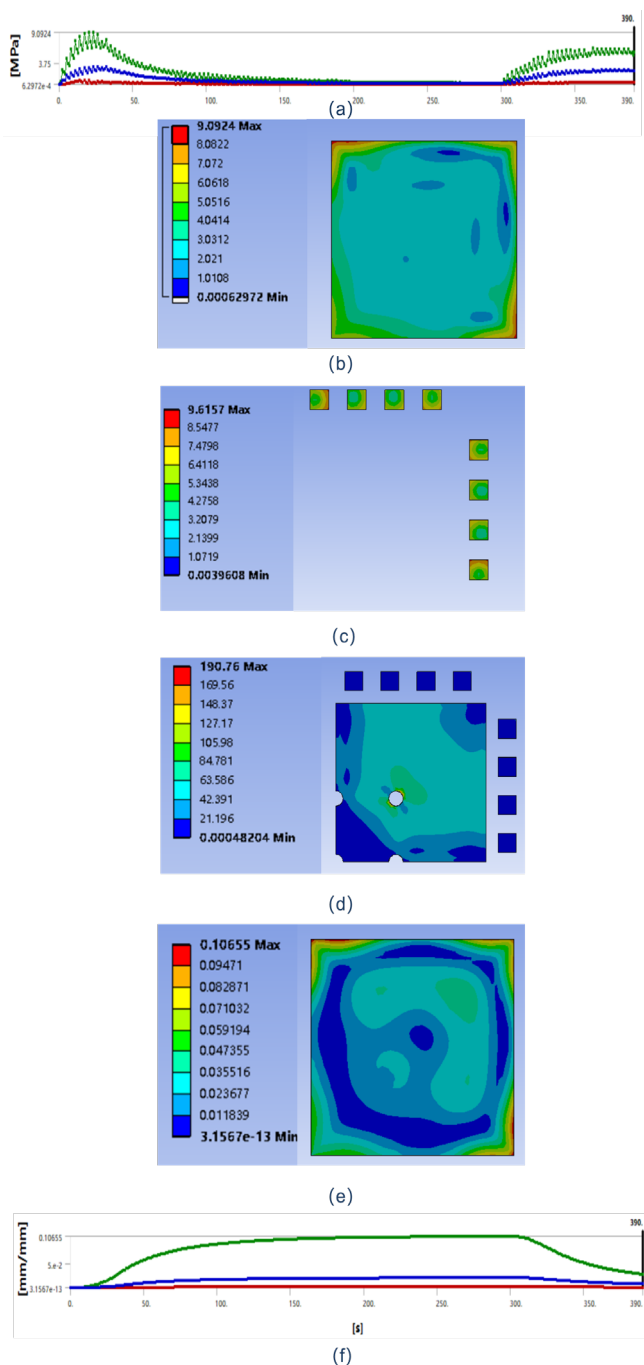 390.
[MPa]
9.0924
3.75
6.2972e-4
0. 50. 100. 150. 200. 250. 300. 350. 390.
(a)
9.0924 Max
8.0822
7.072
6.0618
5.0516
4.0414
3.0312
2.021
1.0108
0.00062972 Min
(b)
9.6157 Max
8.5477
7.4798
6.4118
5.3438
4.2758
3.2079
2.1399
1.0719
0.0039608 Min
(c)
190.76 Max
169.56
148.37
127.17
105.98
84.781
63.586
42.391
21.196
0.00048204 Min
(d)
0.10655 Max
0.09471
0.082871
0.071032
0.059194
0.047355
0.035516
0.023677
0.011839
3.1567e-13 Min
(e)
390.
[mm/mm]
0.10655
5.e-2
3.1567e-13
0. 50. 100. 150. 200. 250. 300. 350. 390.
[s]
(f)